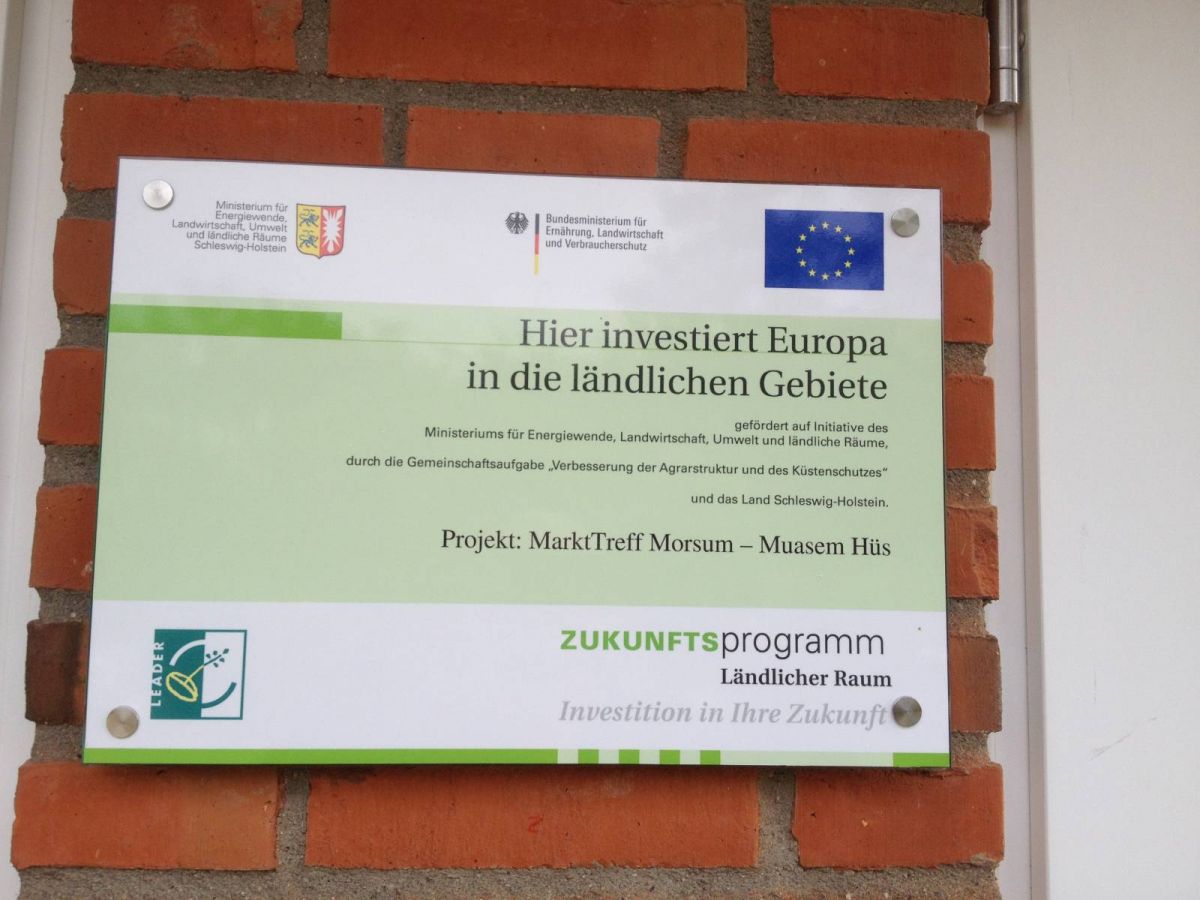 Ministerium für
Energiewende,
Landwirtschaft, Umwelt
und ländliche Räume
Schleswig-Holstein
Bundesministerium für
Ernährung, Landwirtschaft
und Verbraucherschutz
Hier investiert Europa
in die ländlichen Gebiete
gefördert auf Initiative des
Ministeriums für Energiewende, Landwirtschaft, Umwelt und ländliche Räume,
durch die Gemeinschaftsaufgabe „Verbesserung der Agrarstruktur und des Küstenschutzes“
und das Land Schleswig-Holstein.
Projekt: MarktTreff Morsum – Muasem Hüs
LEADER
ZUKUNFTSprogramm
Ländlicher Raum
Investition in Ihre Zukunft